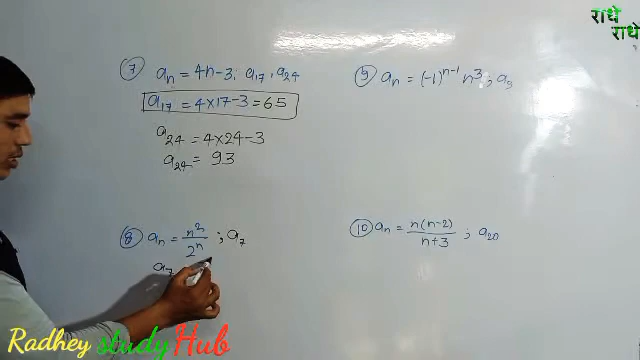 राधे
राधे
⑦ aₙ = 4n-3; a₁₇, a₂₄
a₁₇ = 4×17-3 = 65
a₂₄ = 4×24-3
a₂₄ = 93
⑧ aₙ = n²/2ⁿ ; a₇
a₇
⑨ aₙ = (-1)ⁿ⁻¹ n³; a₉
⑩ aₙ = n(n-2)/n+3 ; a₂₀
Radhey study Hub